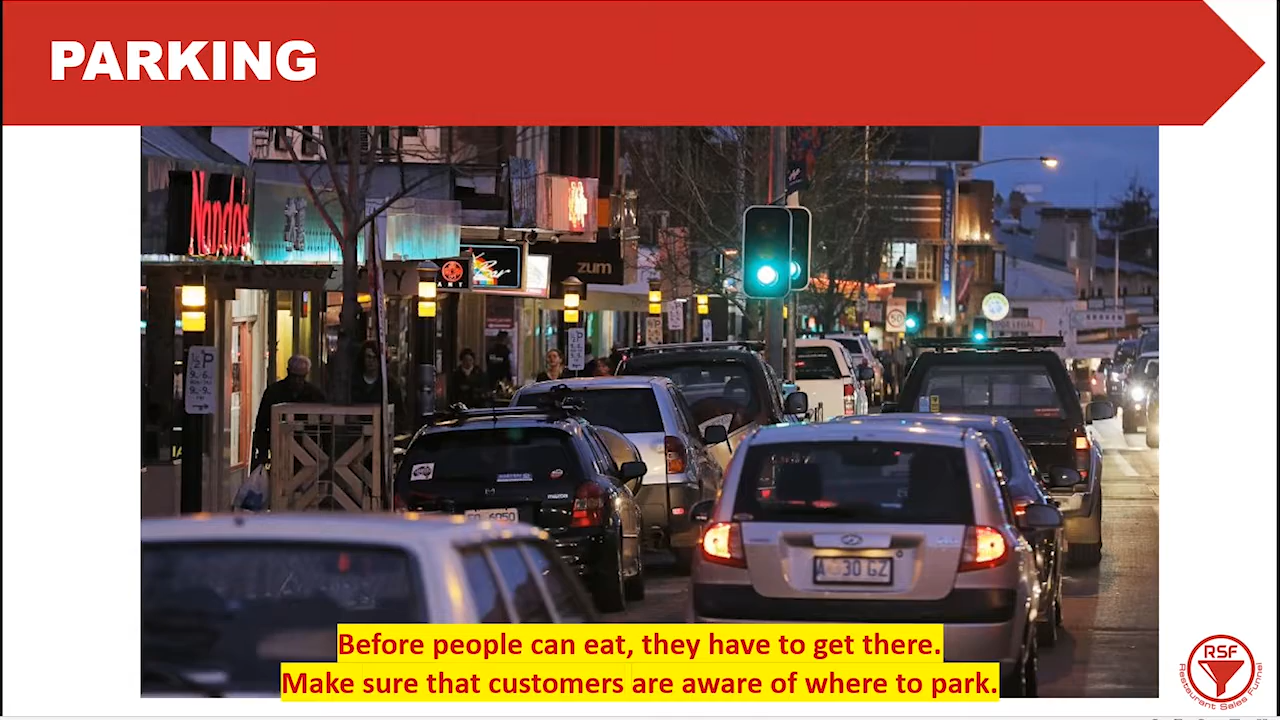 PARKING
Nandos
zum
Before people can eat, they have to get there.
Make sure that customers are aware of where to park.
RSF
Restaurant Sales Funnel